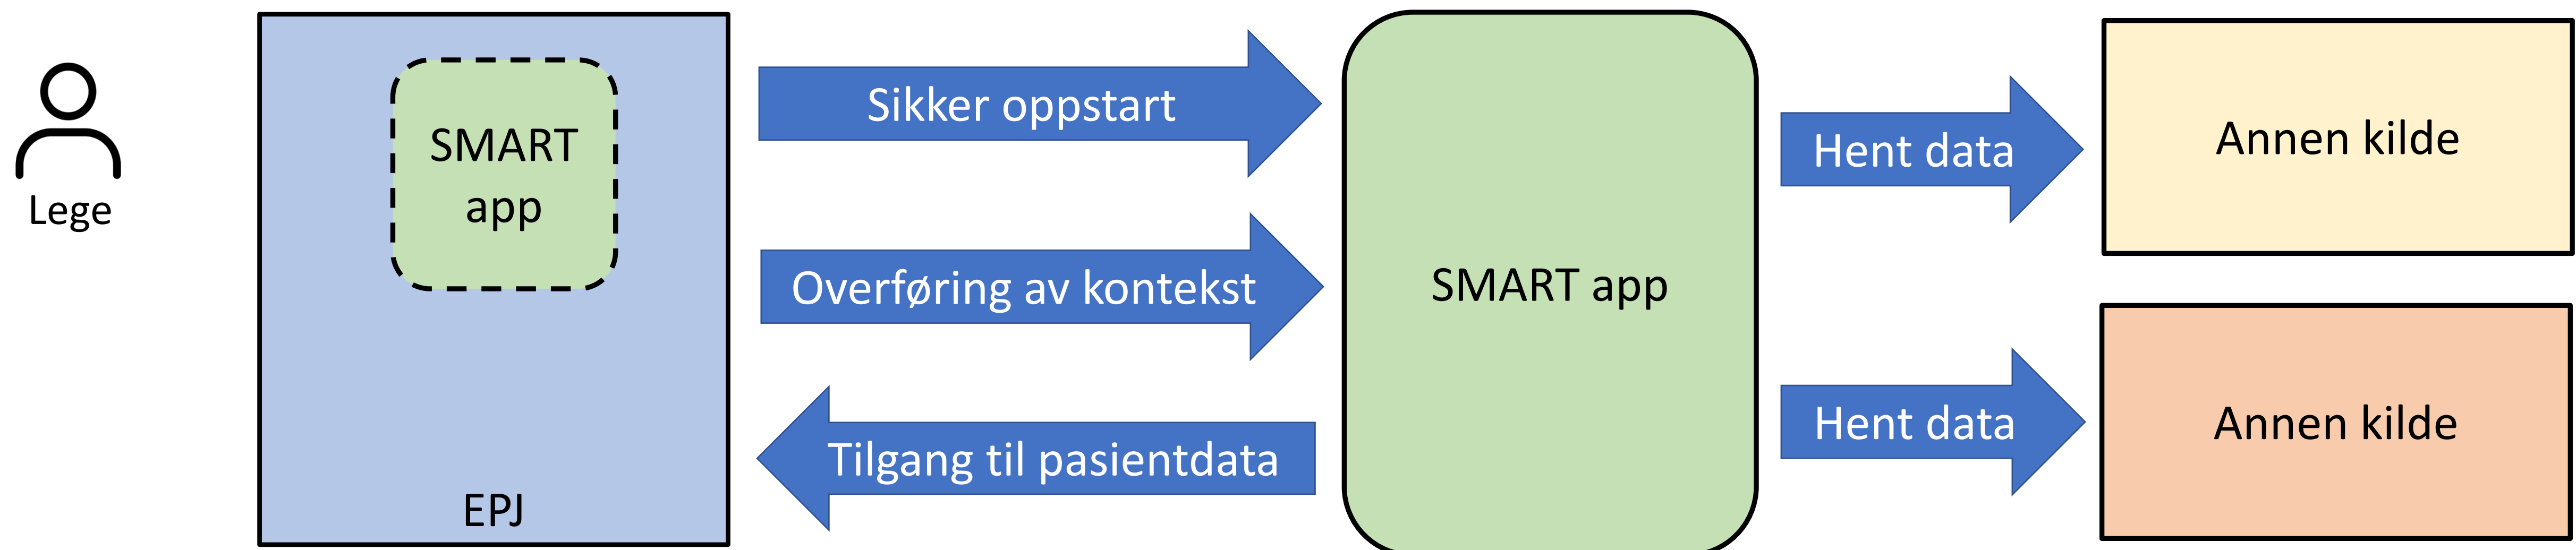 Lege
SMART
app
EPJ
Sikker oppstart
Overføring av kontekst
Tilgang til pasientdata
SMART app
Hent data
Hent data
Annen kilde
Annen kilde